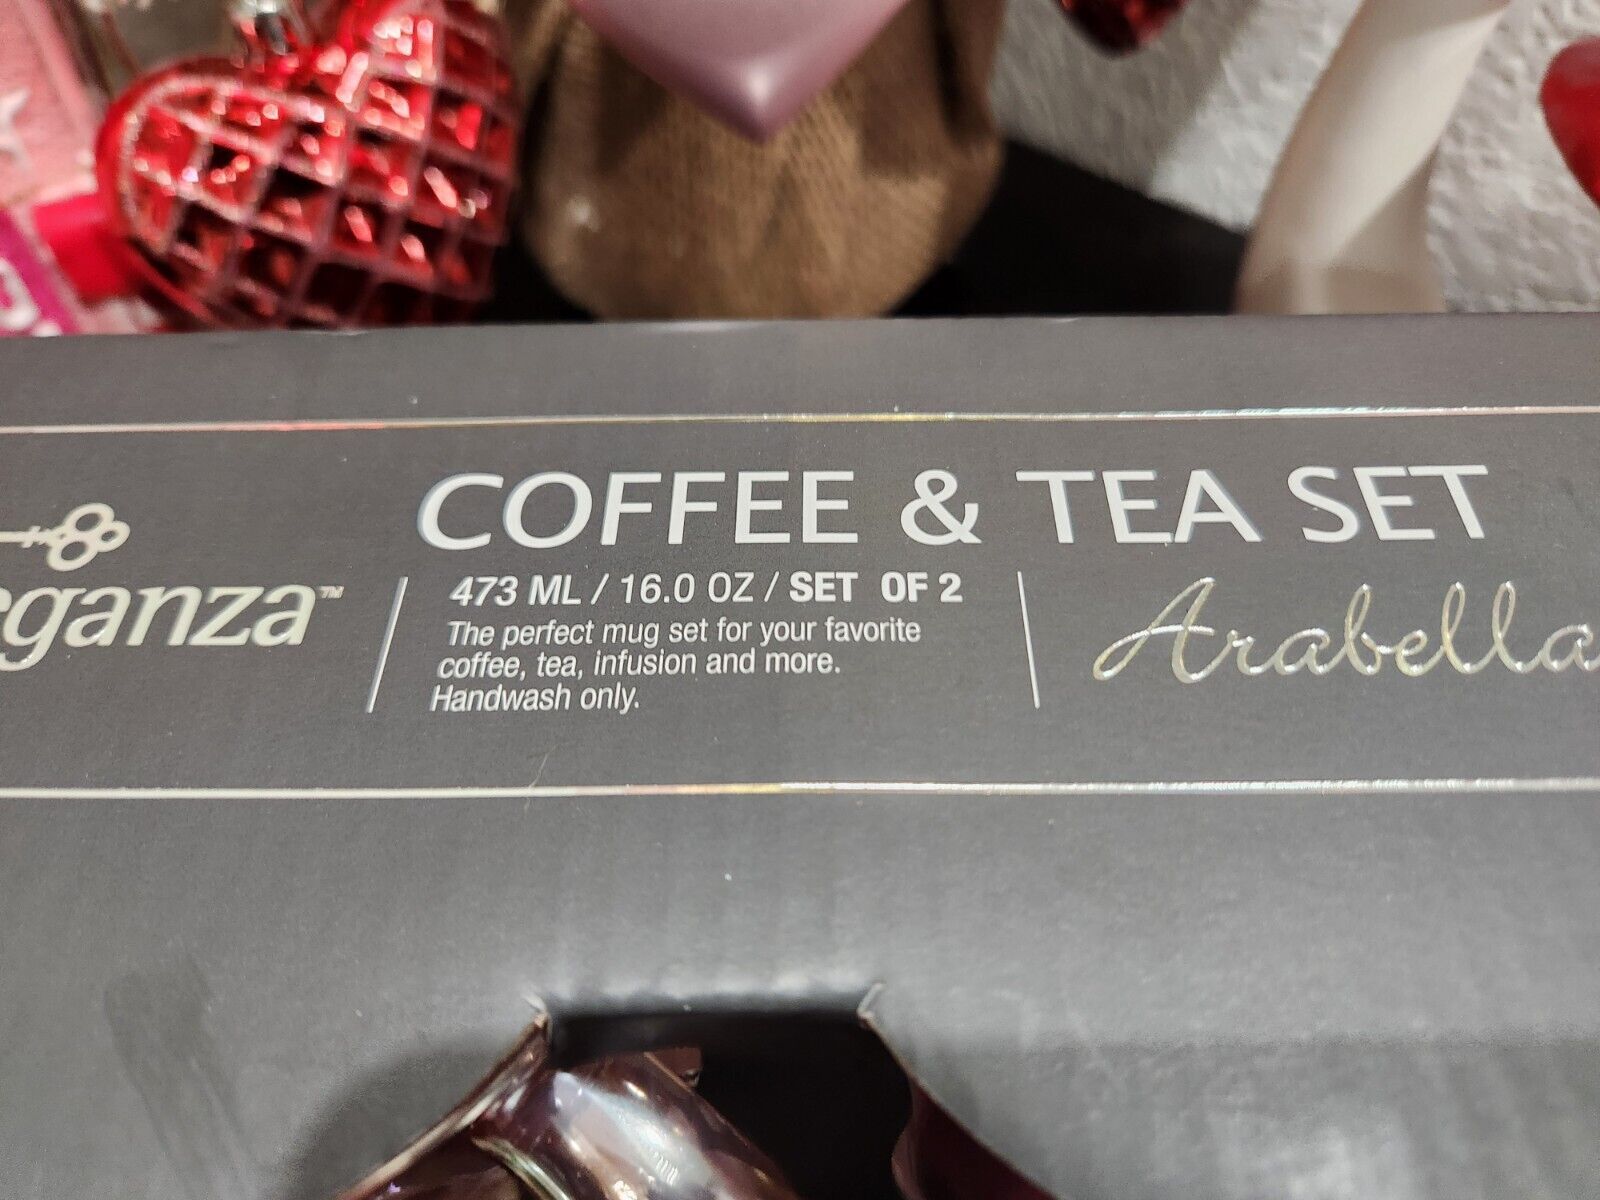 COFFEE & TEA SET
eganza™
473 ML / 16.0 OZ / SET OF 2
The perfect mug set for your favorite
coffee, tea, infusion and more.
Handwash only.
Arabella